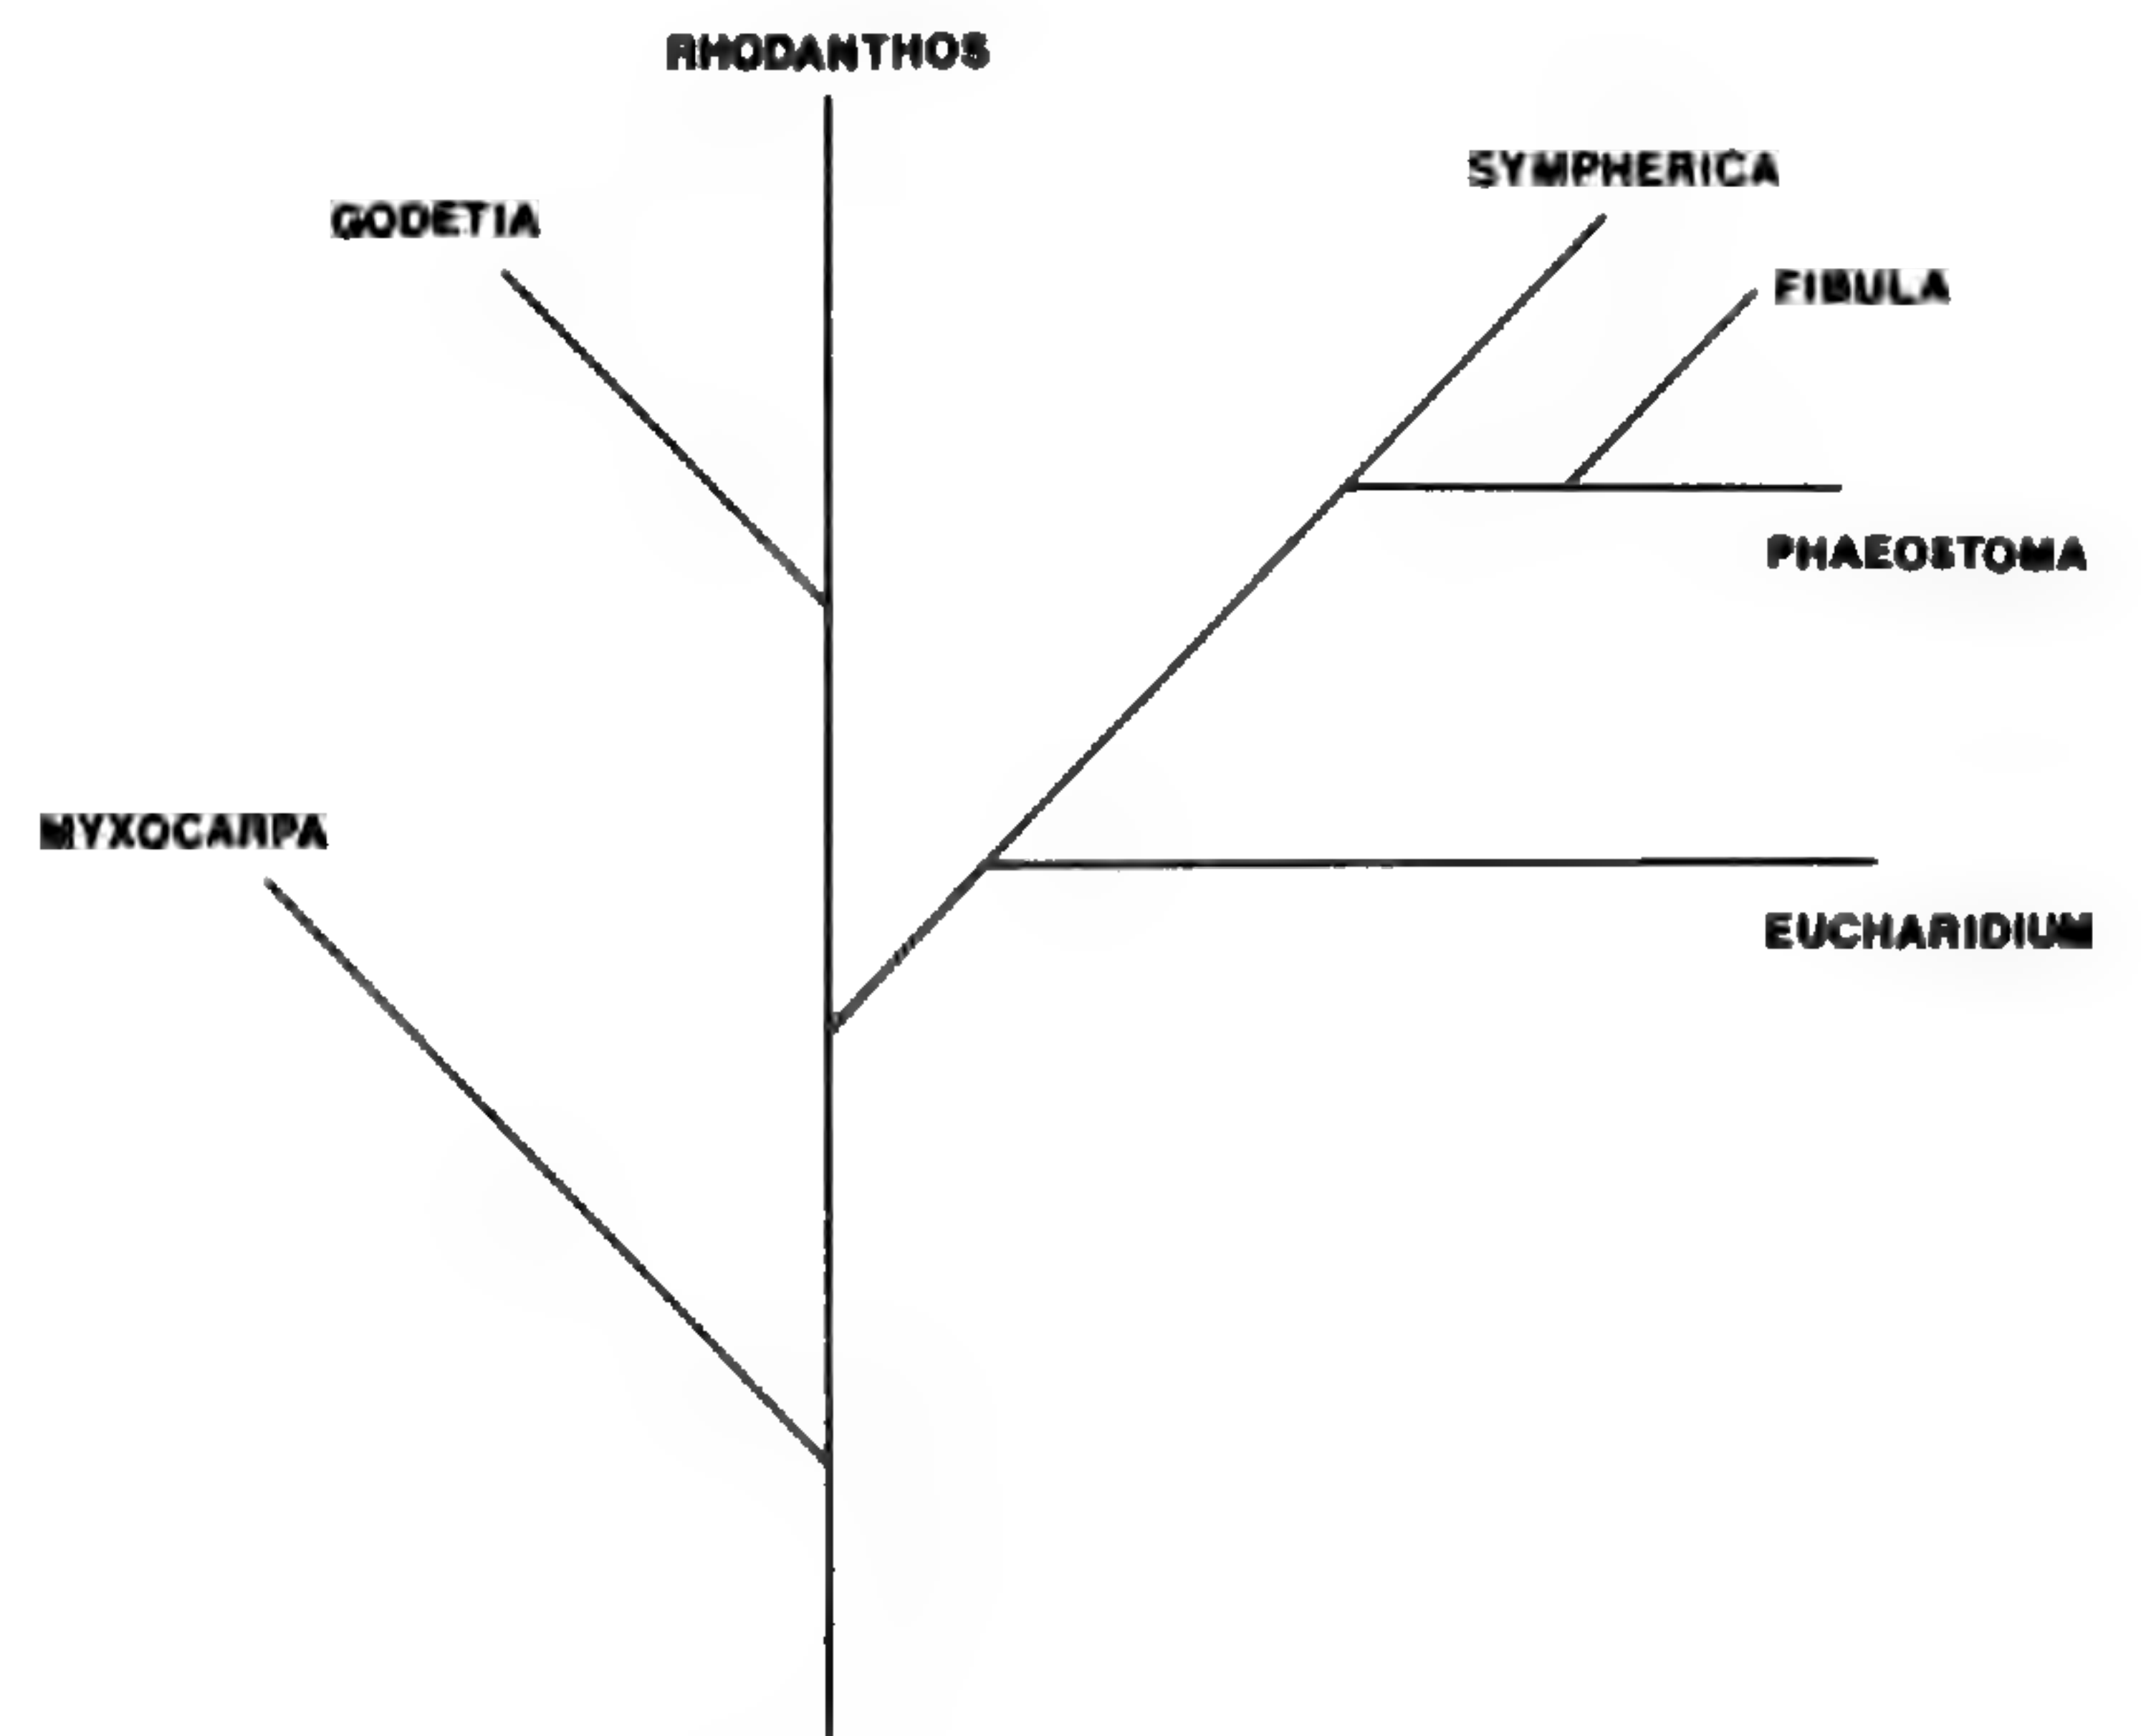 RHODANTHOS
SYMPHERICA
GODETIA
FIBULA
PHAEOSTOMA
MYXOCARPA
EUCHARIDIUM